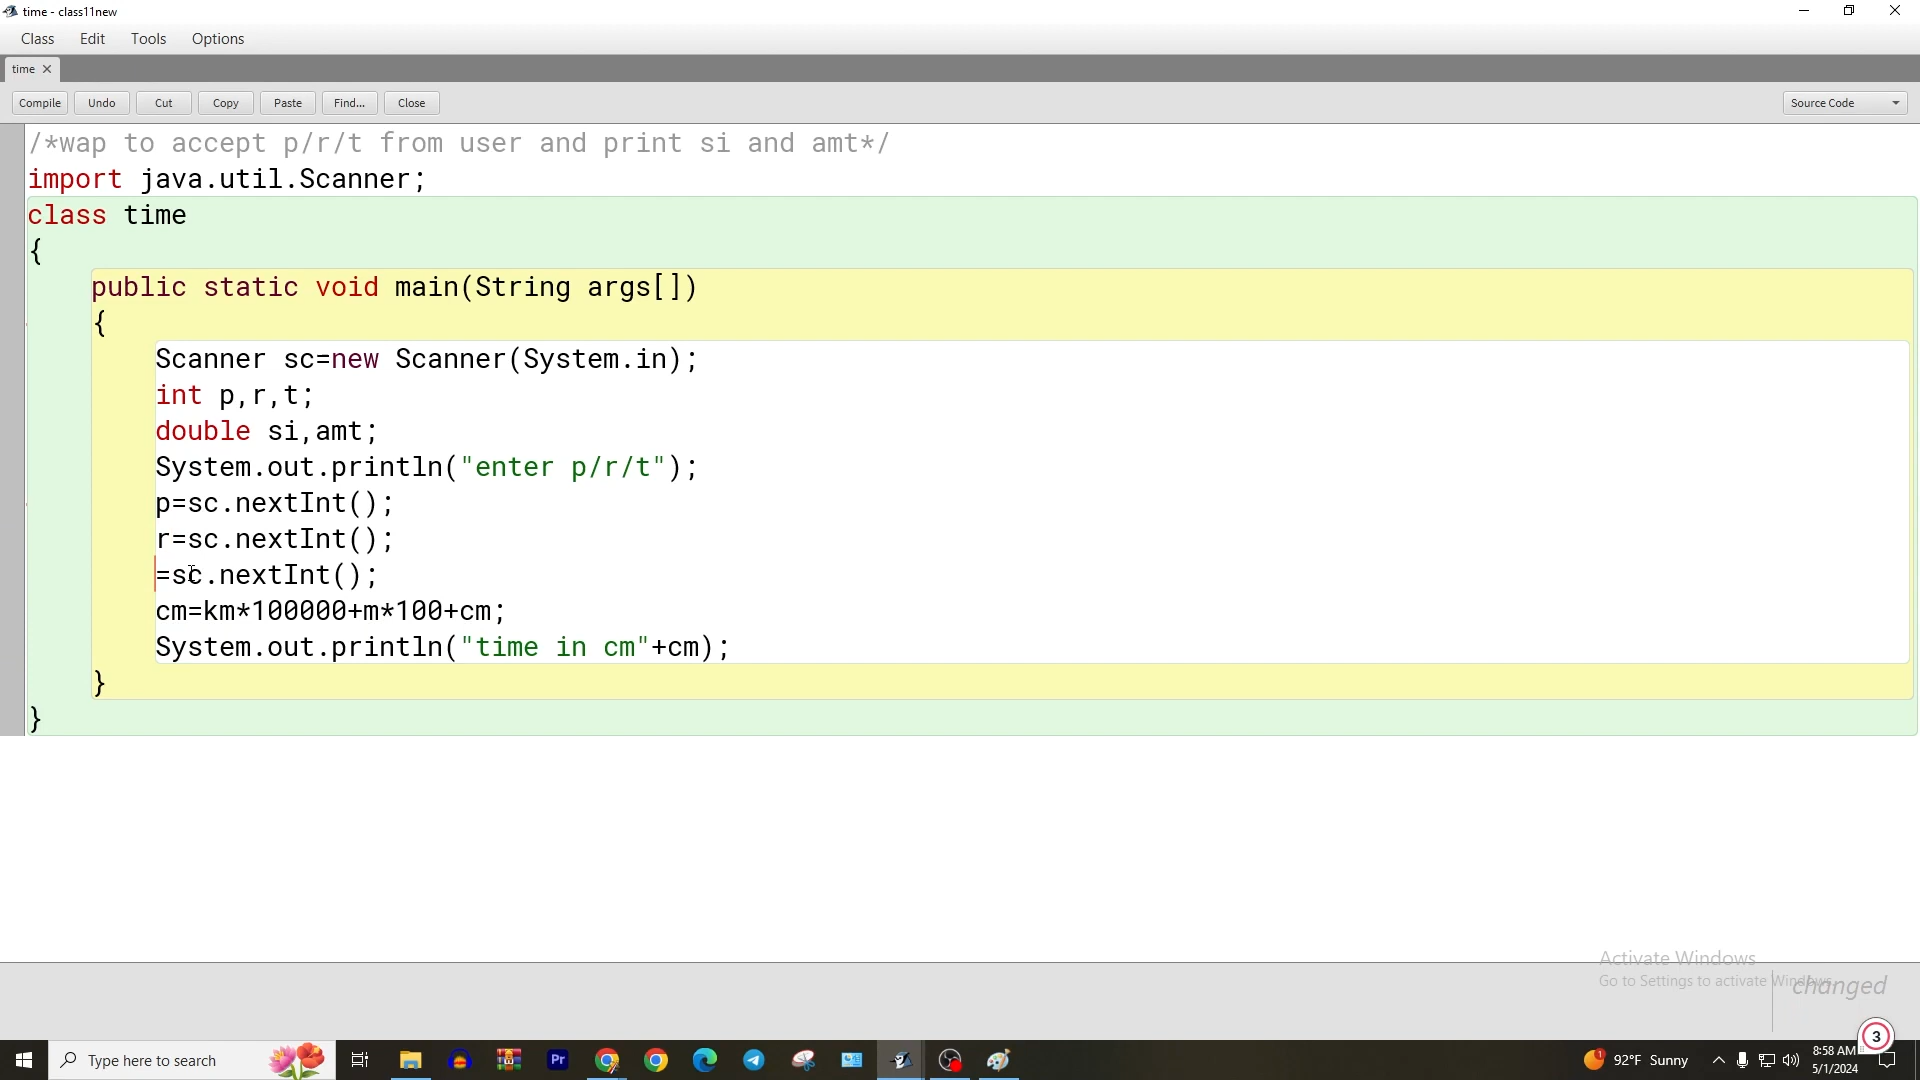 time - class11new
Class Edit Tools Options
time
Compile Undo Cut Copy Paste Find... Close Source Code
/*wap to accept p/r/t from user and print si and amt*/
import java.util.Scanner;
class time
{
public static void main(String args[])
{
Scanner sc=new Scanner(System.in);
int p,r,t;
double si,amt;
System.out.println("enter p/r/t");
p=sc.nextInt();
r=sc.nextInt();
=sc.nextInt();
cm=km*100000+m*100+cm;
System.out.println("time in cm"+cm);
}
}
Activate Windows
Go to Settings to activate Windows.
changed
3
Type here to search
Pr
1
92°F Sunny
8:58 AM
5/1/2024